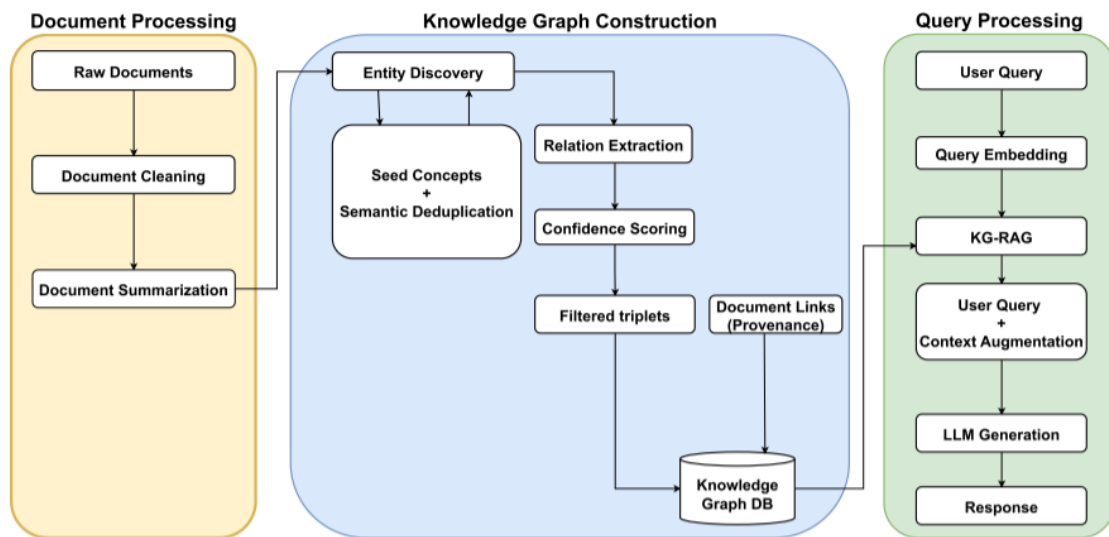 Document Processing
Raw Documents
Document Cleaning
Document Summarization
Knowledge Graph Construction
Entity Discovery
Seed Concepts
+
Semantic Deduplication
Relation Extraction
Confidence Scoring
Filtered triplets
Document Links
(Provenance)
Knowledge
Graph DB
Query Processing
User Query
Query Embedding
KG-RAG
User Query
+
Context Augmentation
LLM Generation
Response